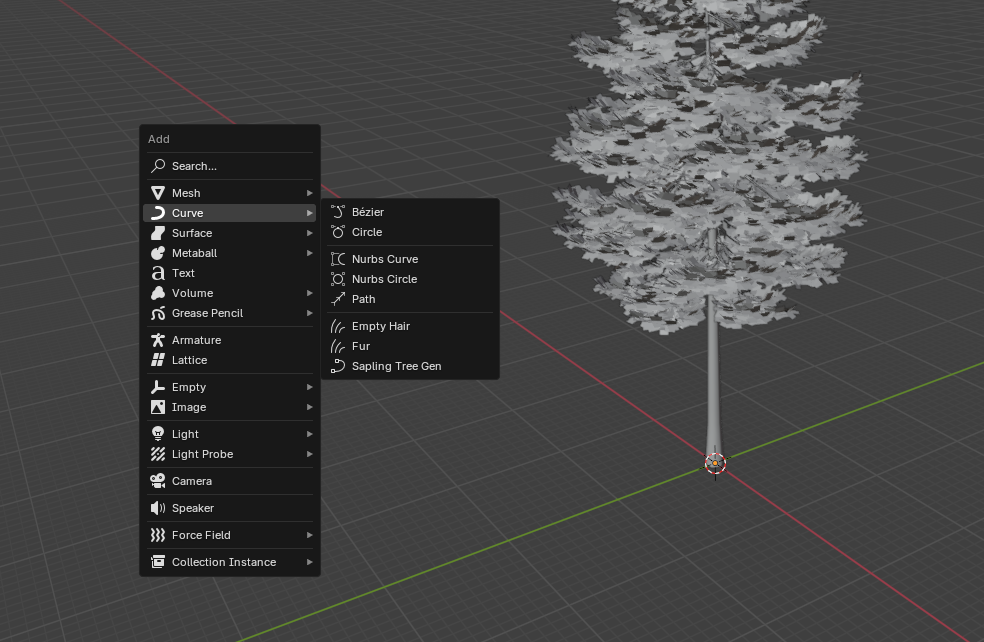 Add
Search...
Mesh
Curve
Surface
Metaball
Text
Volume
Grease Pencil
Armature
Lattice
Empty
Image
Light
Light Probe
Camera
Speaker
Force Field
Collection Instance
Bézier
Circle
Nurbs Curve
Nurbs Circle
Path
Empty Hair
Fur
Sapling Tree Gen